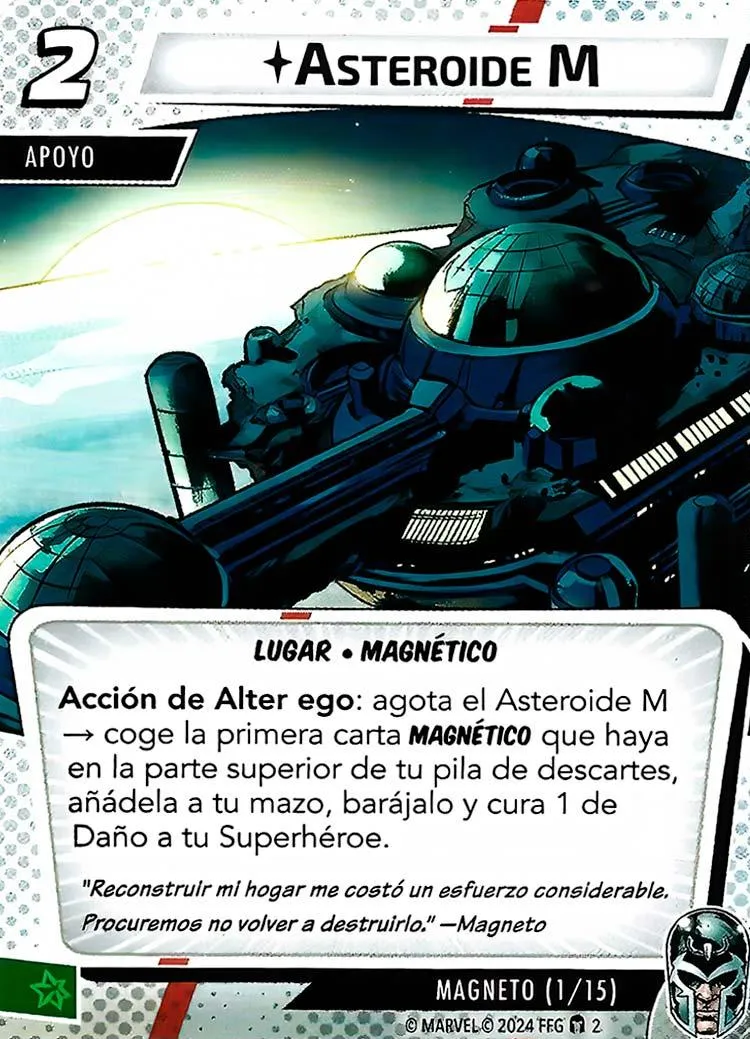 2
Asteroide M
APOYO
LUGAR • MAGNÉTICO
Acción de Alter ego: agota el Asteroide M
→ coge la primera carta MAGNÉTICO que haya
en la parte superior de tu pila de descartes,
añádela a tu mazo, barájalo y cura 1 de
Daño a tu Superhéroe.
"Reconstruir mi hogar me costó un esfuerzo considerable.
Procuremos no volver a destruirlo." —Magneto
MAGNETO (1/15)
© MARVEL © 2024 FFG 2